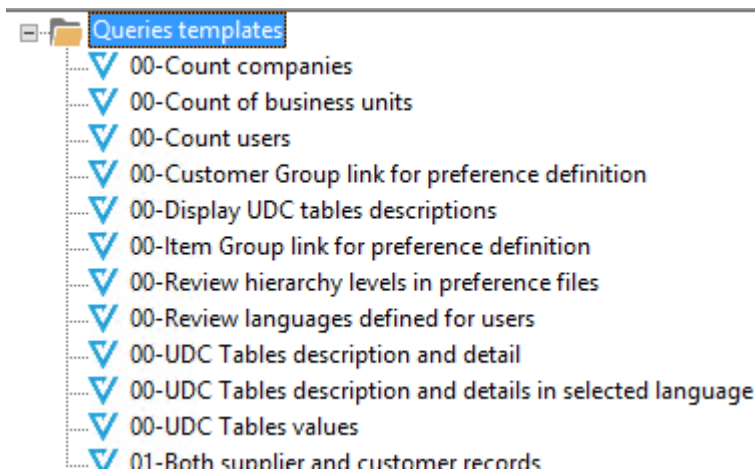 Queries templates
00-Count companies
00-Count of business units
00-Count users
00-Customer Group link for preference definition
00-Display UDC tables descriptions
00-Item Group link for preference definition
00-Review hierarchy levels in preference files
00-Review languages defined for users
00-UDC Tables description and detail
00-UDC Tables description and details in selected language
00-UDC Tables values
01-Both supplier and customer records